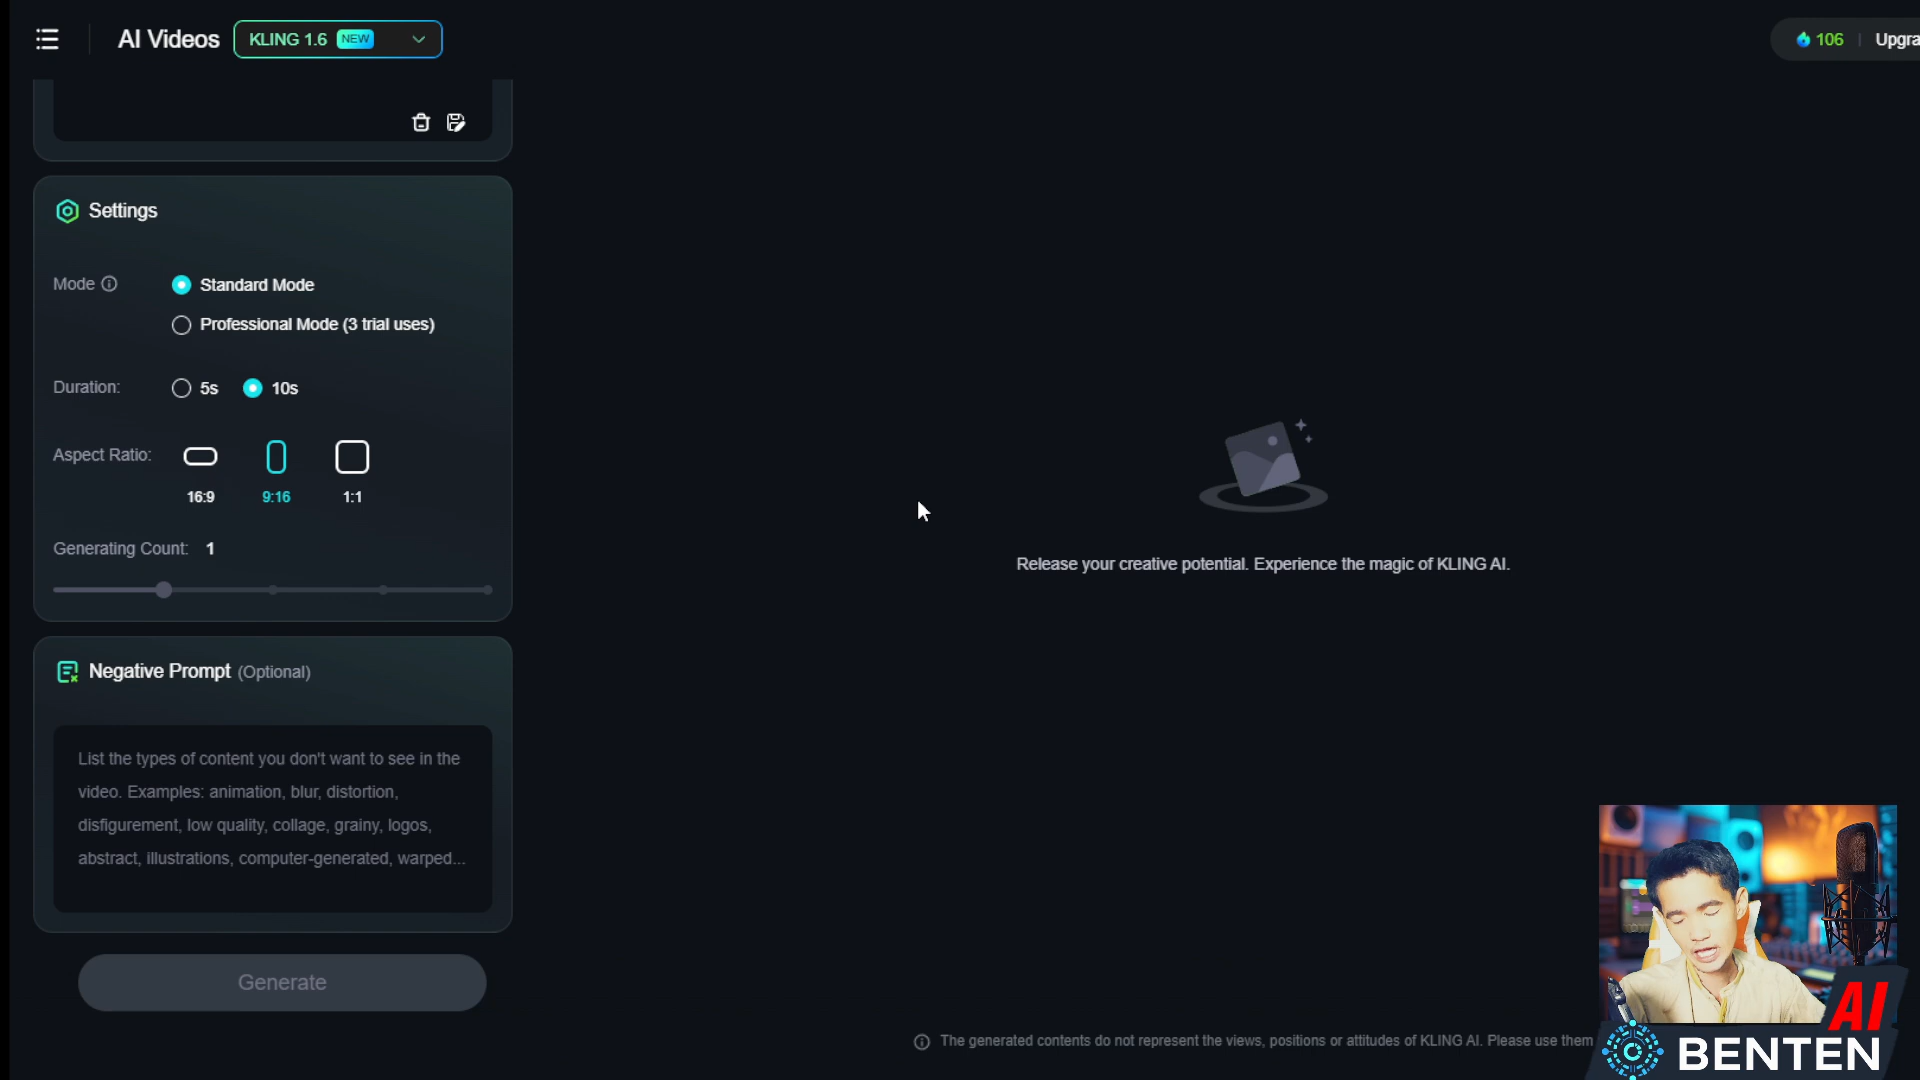 AI Videos
KLING 1.6 NEW
106
Upgra
Settings
Mode
Standard Mode
Professional Mode (3 trial uses)
Duration:
5s
10s
Aspect Ratio:
16:9
9:16
1:1
Generating Count: 1
Negative Prompt (Optional)
List the types of content you don't want to see in the
video. Examples: animation, blur, distortion,
disfigurement, low quality, collage, grainy, logos,
abstract, illustrations, computer-generated, warped...
Generate
Release your creative potential. Experience the magic of KLING AI.
The generated contents do not represent the views, positions or attitudes of KLING AI. Please use them
AI
BENTEN